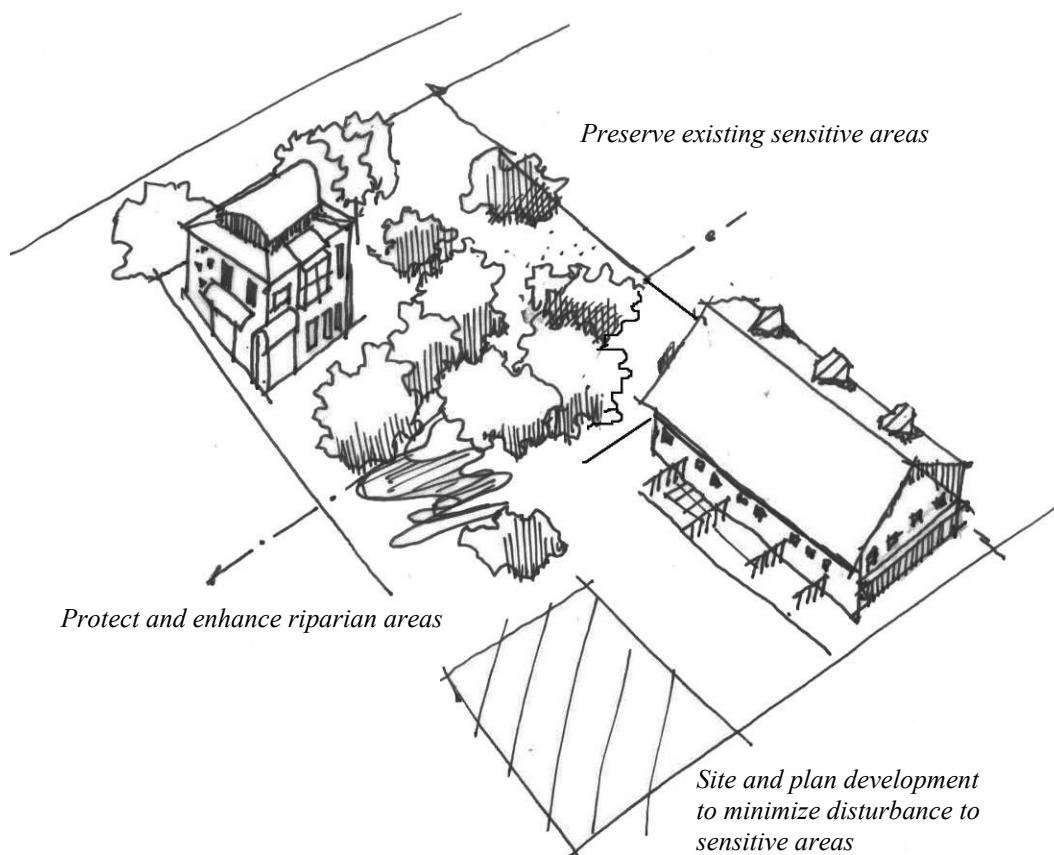 Preserve existing sensitive areas
Protect and enhance riparian areas
Site and plan development
to minimize disturbance to
sensitive areas